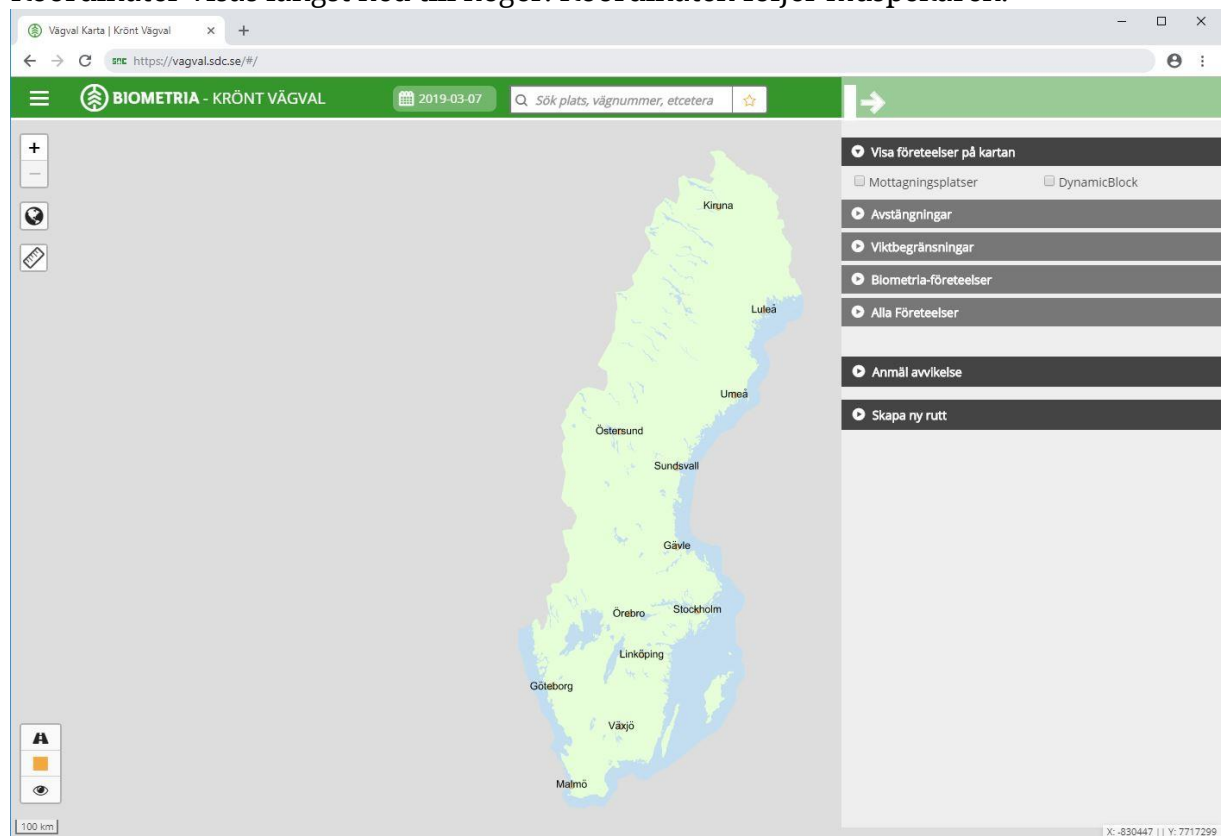 Koordinater visas längst ned till höger. Koordinaten följer muspekaren.
Vägval Karta | Krönt Vägval
https://vagval.sdc.se/#/
BIOMETRIA - KRÖNT VÄGVAL
2019-03-07
Sök plats, vägnummer, etcetera
Visa företeelser på kartan
Mottagningsplatser DynamicBlock
Avstängningar
Viktbegränsningar
Biometria-företeelser
Alla Företeelser
Anmäl avvikelse
Skapa ny rutt
Kiruna
Luleå
Umeå
Östersund
Sundsvall
Gävle
Örebro
Stockholm
Linköping
Göteborg
Växjö
Malmö
100 km
X: -830447 || Y: 7717299